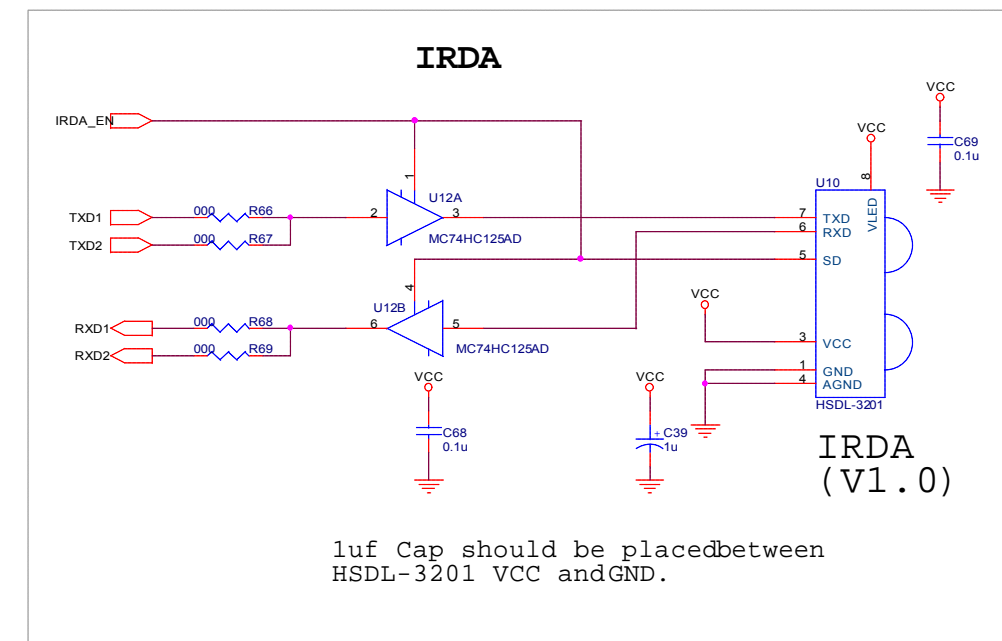 IRDA
VCC
IRDA_EN
VCC
C69
0.1u
1
8
U10
U12A
TXD1
000
R66
2
3
7
TXD
VLED
TXD2
000
R67
MC74HC125AD
6
RXD
5
SD
4
U12B
VCC
RXD1
000
R68
6
5
RXD2
000
R69
MC74HC125AD
3
VCC
1
GND
4
AGND
VCC
VCC
HSDL-3201
C68
0.1u
+
C39
1u
IRDA
(V1.0)
1uf Cap should be placedbetween
HSDL-3201 VCC andGND.